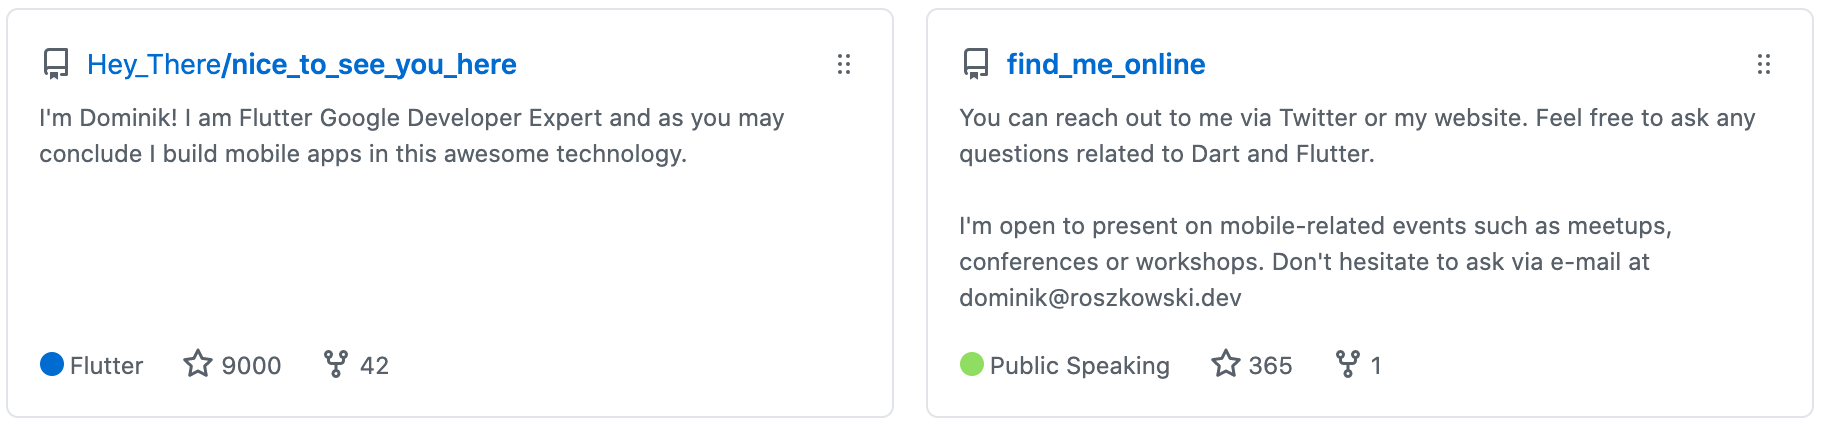 Hey_There/nice_to_see_you_here
I'm Dominik! I am Flutter Google Developer Expert and as you may
conclude I build mobile apps in this awesome technology.
Flutter 9000 42
find_me_online
You can reach out to me via Twitter or my website. Feel free to ask any
questions related to Dart and Flutter.
I'm open to present on mobile-related events such as meetups,
conferences or workshops. Don't hesitate to ask via e-mail at
dominik@roszkowski.dev
Public Speaking 365 1